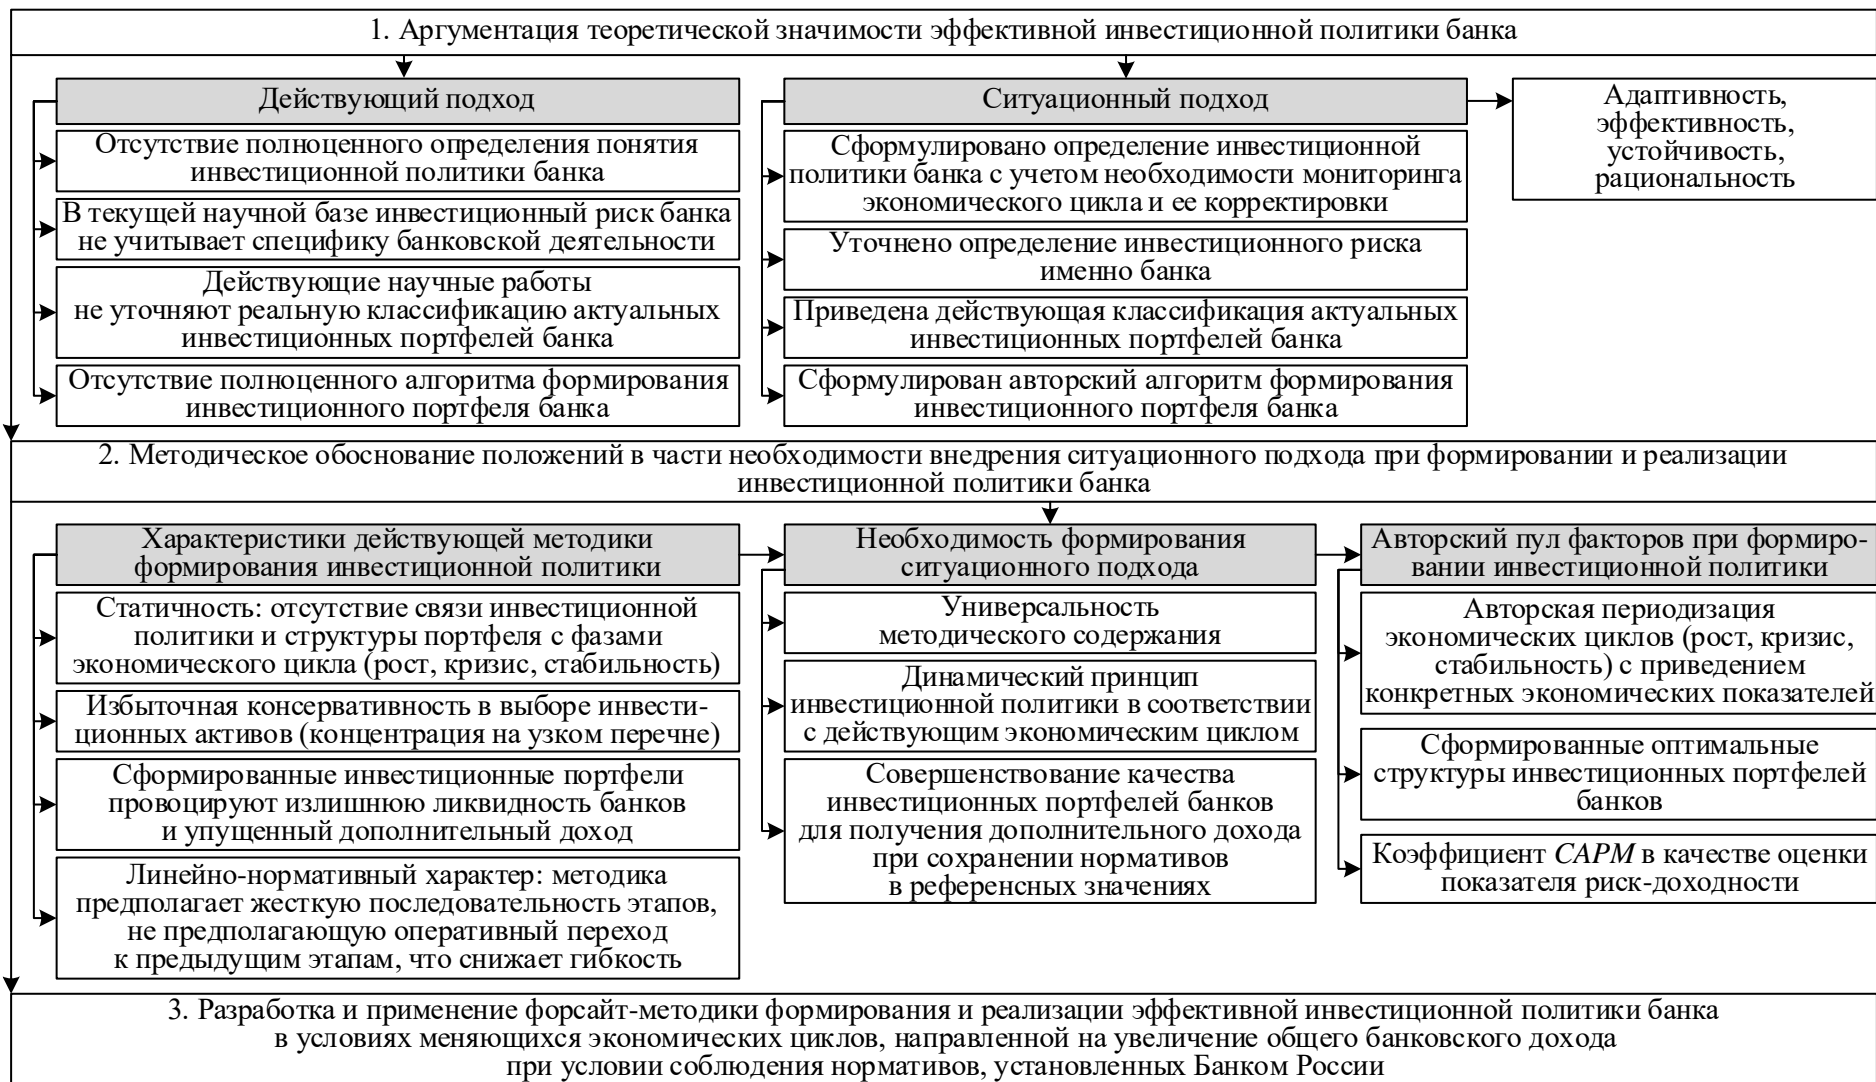 1. Аргументация теоретической значимости эффективной инвестиционной политики банка
Действующий подход
Отсутствие полноценного определения понятия
инвестиционной политики банка
В текущей научной базе инвестиционный риск банка
не учитывает специфику банковской деятельности
Действующие научные работы
не уточняют реальную классификацию актуальных
инвестиционных портфелей банка
Отсутствие полноценного алгоритма формирования
инвестиционного портфеля банка
Ситуационный подход
Сформулировано определение инвестиционной
политики банка с учетом необходимости мониторинга
экономического цикла и ее корректировки
Уточнено определение инвестиционного риска
именно банка
Приведена действующая классификация актуальных
инвестиционных портфелей банка
Сформулирован авторский алгоритм формирования
инвестиционного портфеля банка
Адаптивность,
эффективность,
устойчивость,
рациональность
2. Методическое обоснование положений в части необходимости внедрения ситуационного подхода при формировании и реализации
инвестиционной политики банка
Характеристики действующей методики
формирования инвестиционной политики
Статичность: отсутствие связи инвестиционной
политики и структуры портфеля с фазами
экономического цикла (рост, кризис, стабильность)
Избыточная консервативность в выборе инвести-
ционных активов (концентрация на узком перечне)
Сформированные инвестиционные портфели
провоцируют излишнюю ликвидность банков
и упущенный дополнительный доход
Линейно-нормативный характер: методика
предполагает жесткую последовательность этапов,
не предполагающую оперативный переход
к предыдущим этапам, что снижает гибкость
Необходимость формирования
ситуационного подхода
Универсальность
методического содержания
Динамический принцип
инвестиционной политики в соответствии
с действующим экономическим циклом
Совершенствование качества
инвестиционных портфелей банков
для получения дополнительного дохода
при сохранении нормативов
в референсных значениях
Авторский пул факторов при формиро-
вании инвестиционной политики
Авторская периодизация
экономических циклов (рост, кризис,
стабильность) с приведением
конкретных экономических показателей
Сформированные оптимальные
структуры инвестиционных портфелей
банков
Коэффициент CAPM в качестве оценки
показателя риск-доходности
3. Разработка и применение форсайт-методики формирования и реализации эффективной инвестиционной политики банка
в условиях меняющихся экономических циклов, направленной на увеличение общего банковского дохода
при условии соблюдения нормативов, установленных Банком России